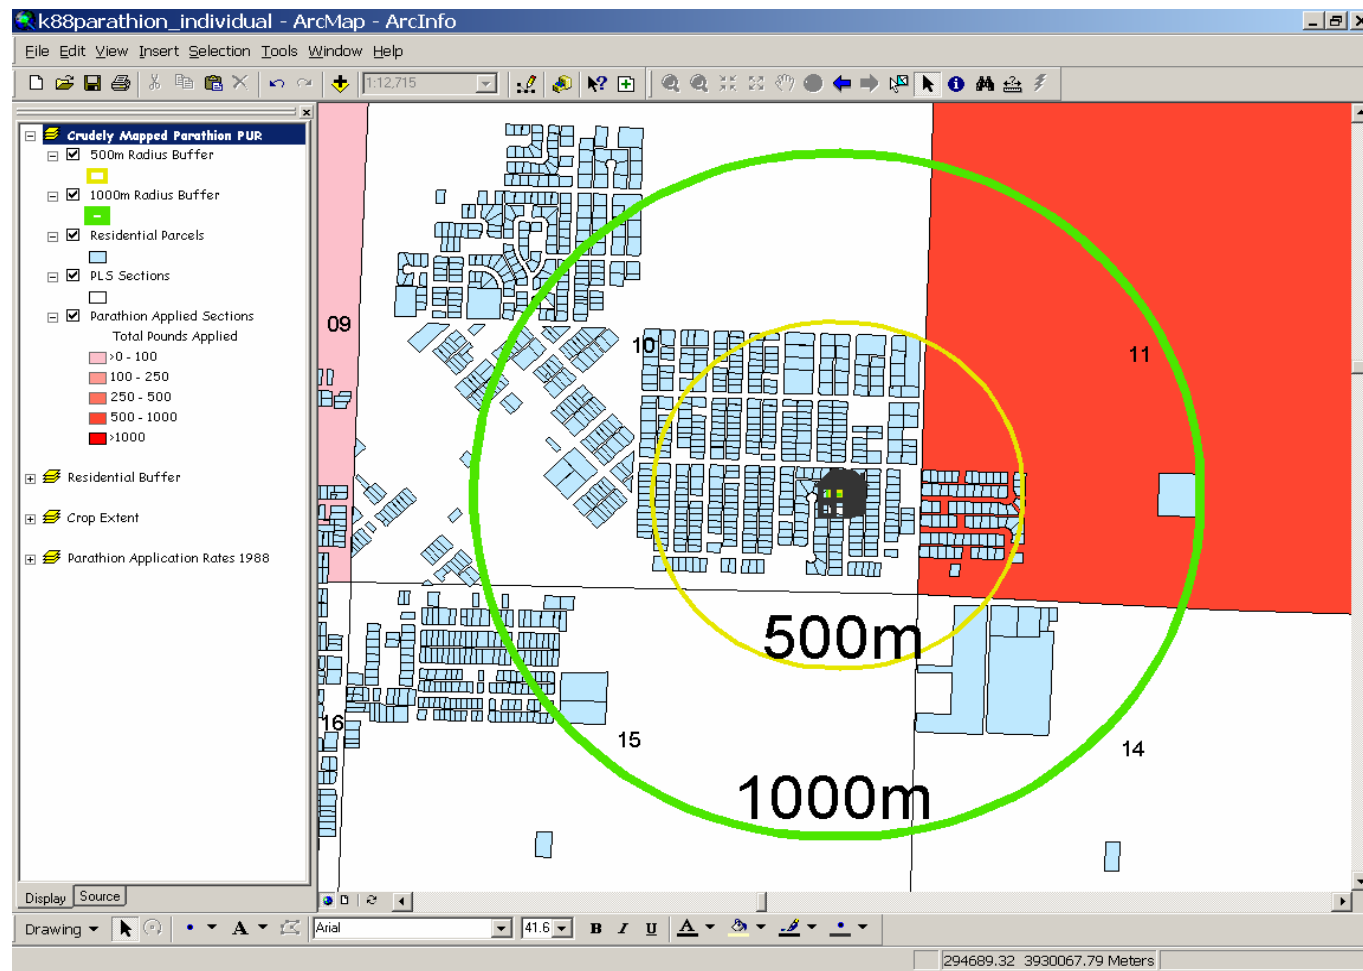 k88parathion_individual - ArcMap - ArcInfo
File Edit View Insert Selection Tools Window Help
1:12,715
Crudely Mapped Parathion PUR
500m Radius Buffer
1000m Radius Buffer
Residential Parcels
PLS Sections
Parathion Applied Sections
Total Pounds Applied
>0 - 100
100 - 250
250 - 500
500 - 1000
>1000
Residential Buffer
Crop Extent
Parathion Application Rates 1988
09
10
11
500m
16
15
14
1000m
Display Source
Drawing A Arial 41.6 B I U A
294689.32 3930067.79 Meters